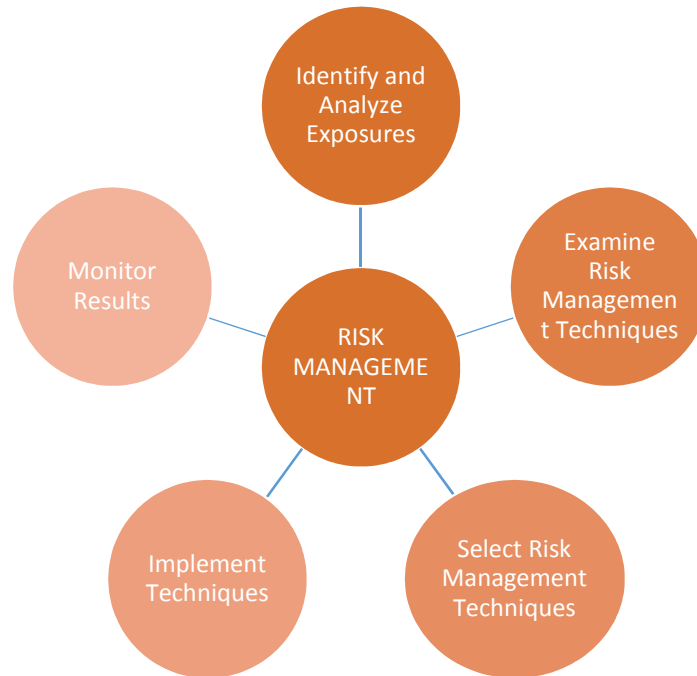 Identify and
Analyze
Exposures
Examine
Risk
Managemen
t Techniques
Select Risk
Management
Techniques
Implement
Techniques
Monitor
Results
RISK
MANAGEME
NT